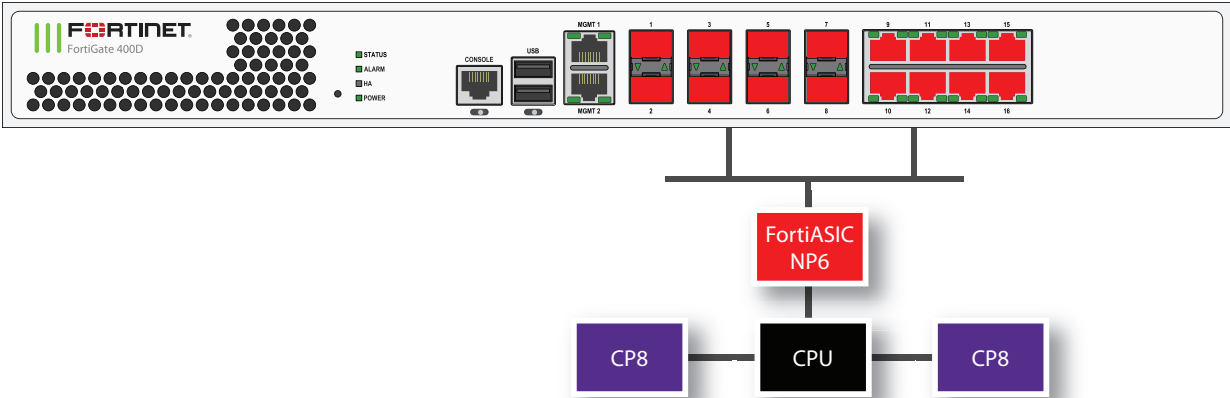 FORTINET.
FortiGate 400D
STATUS
ALARM
HA
POWER
CONSOLE
USB
MGMT 1
MGMT 2
1 3 5 7 9 11 13 15
2 4 6 8 10 12 14 16
FortiASIC
NP6
CP8 CPU CP8